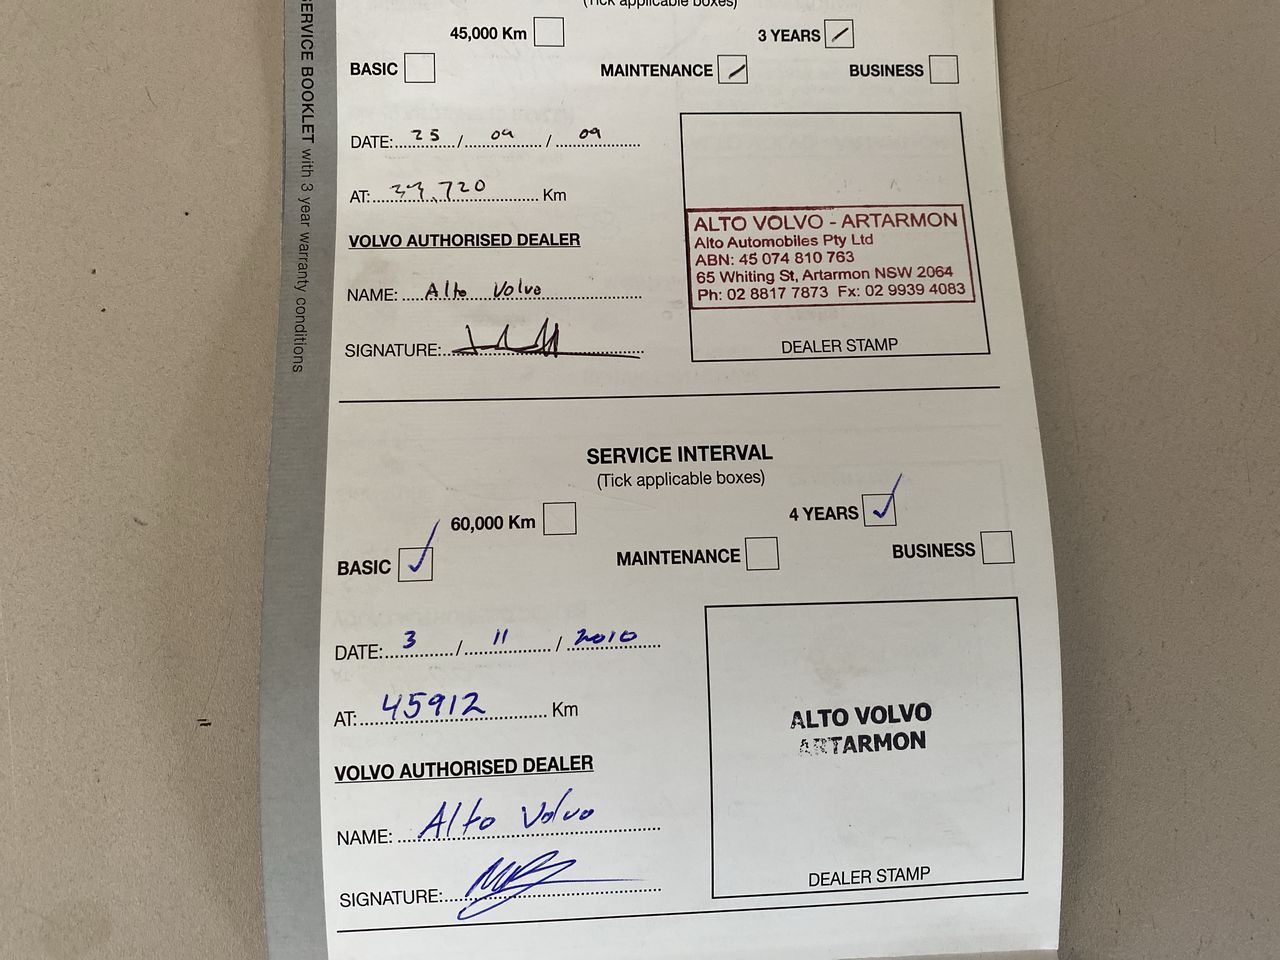 SERVICE BOOKLET with 3 year warranty conditions
(Tick applicable boxes)
45,000 Km 3 YEARS
BASIC MAINTENANCE BUSINESS
DATE: 25 / 09 / 09
AT: Km
VOLVO AUTHORISED DEALER
NAME: Alto Volvo
SIGNATURE:
ALTO VOLVO - ARTARMON
Alto Automobiles Pty Ltd
ABN: 45 074 810 763
65 Whiting St, Artarmon NSW 2064
Ph: 02 8817 7873 Fx: 02 9939 4083
DEALER STAMP
SERVICE INTERVAL
(Tick applicable boxes)
60,000 Km 4 YEARS
BASIC MAINTENANCE BUSINESS
DATE: 3 / 11 / 2010
AT: 45912 Km
VOLVO AUTHORISED DEALER
NAME: Alto Volvo
SIGNATURE:
ALTO VOLVO
ARTARMON
DEALER STAMP